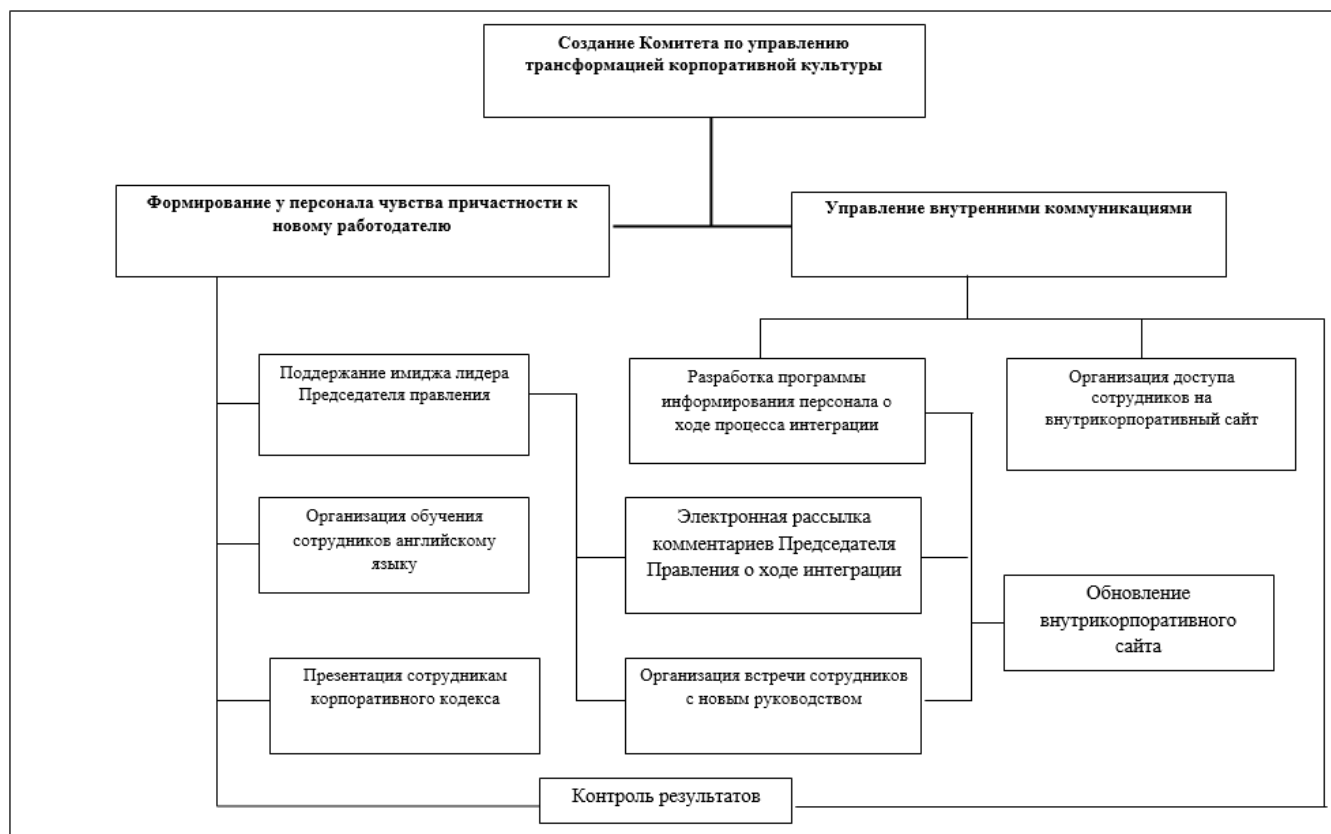 Создание Комитета по управлению
трансформацией корпоративной культуры
Формирование у персонала чувства причастности к
новому работодателю
Управление внутренними коммуникациями
Поддержание имиджа лидера
Председателя правления
Разработка программы
информирования персонала о
ходе процесса интеграции
Организация доступа
сотрудников на
внутрикорпоративный сайт
Организация обучения
сотрудников английскому
языку
Электронная рассылка
комментариев Председателя
Правления о ходе интеграции
Обновление
внутрикорпоративного
сайта
Презентация сотрудникам
корпоративного кодекса
Организация встречи сотрудников
с новым руководством
Контроль результатов